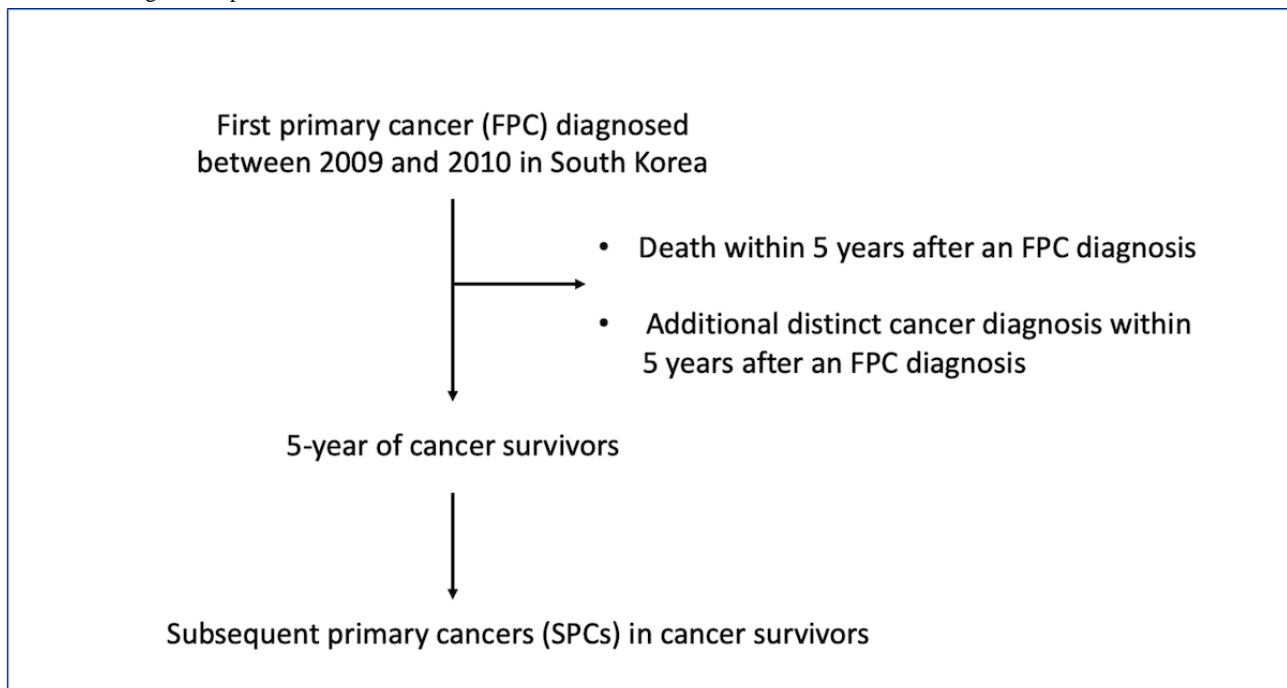 First primary cancer (FPC) diagnosed
between 2009 and 2010 in South Korea
• Death within 5 years after an FPC diagnosis
• Additional distinct cancer diagnosis within
5 years after an FPC diagnosis
5-year of cancer survivors
Subsequent primary cancers (SPCs) in cancer survivors